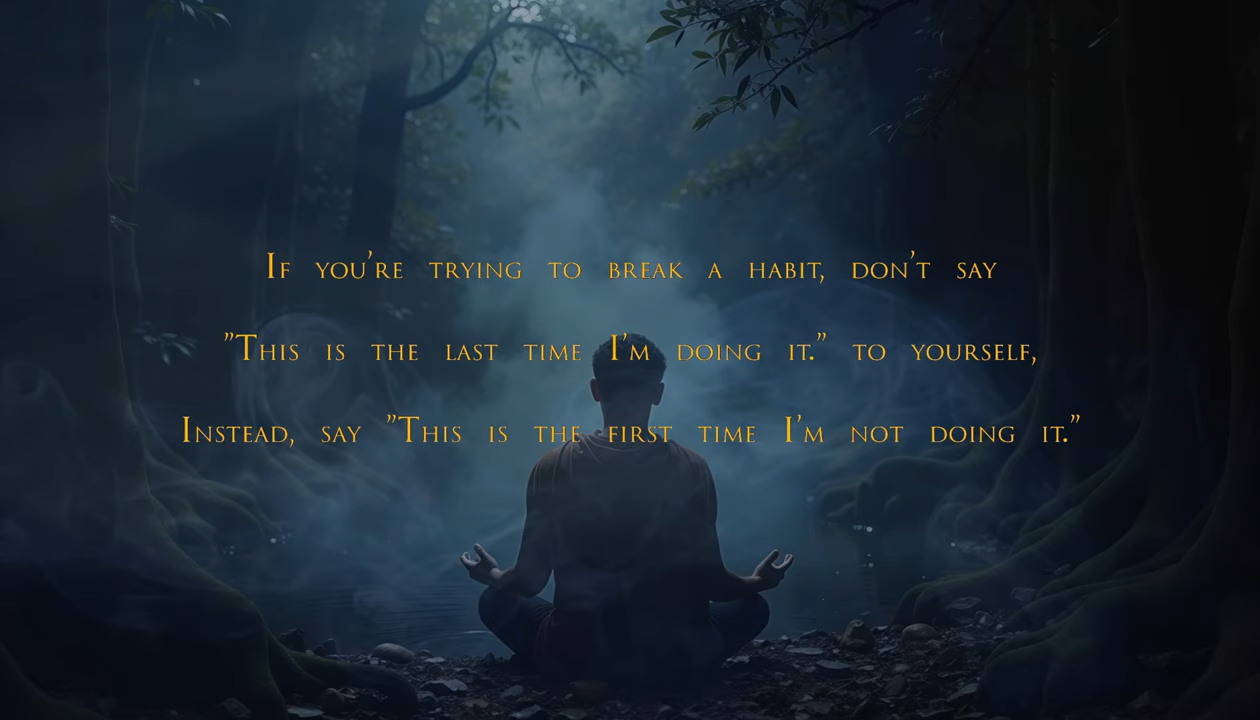 If you're trying to break a habit, don't say
"This is the last time I'm doing it." to yourself,
Instead, say "This is the first time I'm not doing it."